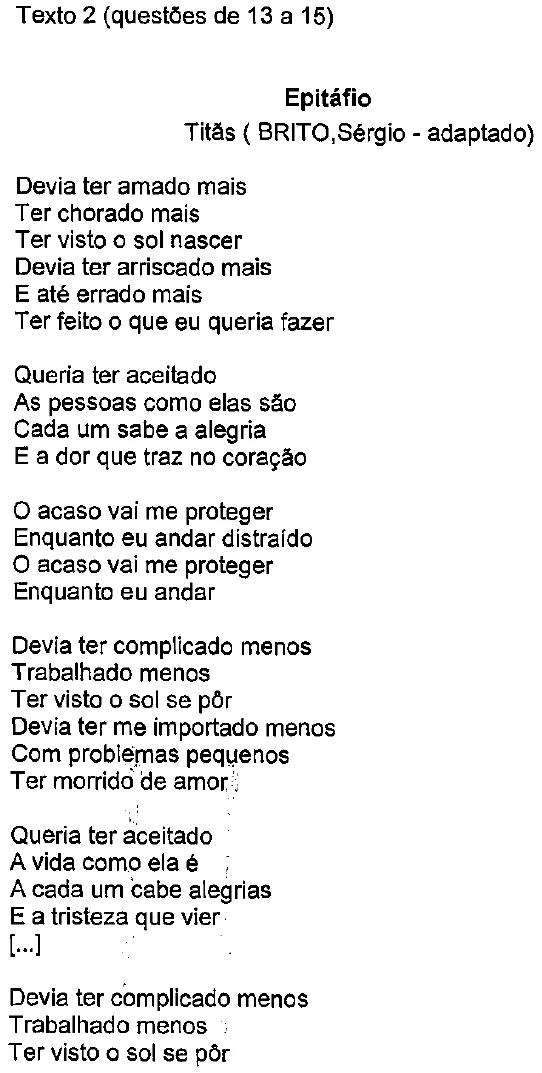 Texto 2 (questões de 13 a 15)
Epitáfio
Titãs ( BRITO,Sérgio - adaptado)
Devia ter amado mais
Ter chorado mais
Ter visto o sol nascer
Devia ter arriscado mais
E até errado mais
Ter feito o que eu queria fazer
Queria ter aceitado
As pessoas como elas são
Cada um sabe a alegria
E a dor que traz no coração
O acaso vai me proteger
Enquanto eu andar distraído
O acaso vai me proteger
Enquanto eu andar
Devia ter complicado menos
Trabalhado menos
Ter visto o sol se pôr
Devia ter me importado menos
Com problemas pequenos
Ter morrido de amor
Queria ter aceitado
A vida como ela é
A cada um cabe alegrias
E a tristeza que vier
[...]
Devia ter complicado menos
Trabalhado menos
Ter visto o sol se pôr